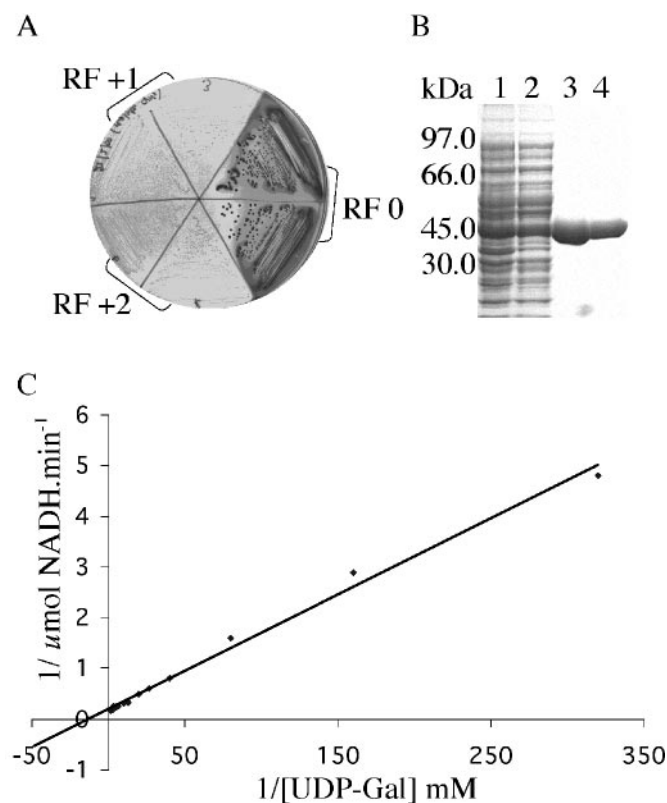 A
RF +1
3
RF 0
RF +2
B
kDa 1 2 3 4
97.0
66.0
45.0
30.0
C
1/ umol NADH.min⁻¹
6
5
4
3
2
1
0
-1
-50 50 150 250 350
1/[UDP-Gal] mM